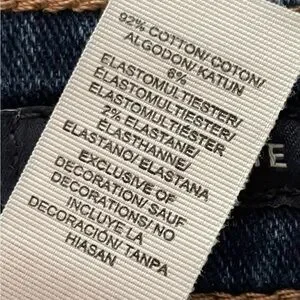 92% COTTON/COTON/
ALGODON/ KATUN
6%
ELASTOMULTIESTER/
ELASTOMULTIESTER/
ELASTOMULTIÉSTER
2% ELASTANE/
ELASTHANNE/
ELASTANO/ ELASTANA
EXCLUSIVE OF
DECORATION/ SAUF
DECORATION/ NO
INCLUYE LA
DECORACIÓN/ TANPA
HIASAN